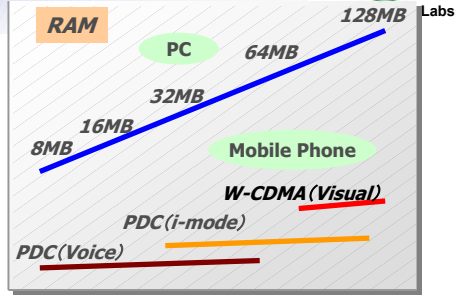 128MB
Labs
RAM
PC
64MB
32MB
16MB
8MB
Mobile Phone
W-CDMA(Visual)
PDC(i-mode)
PDC(Voice)